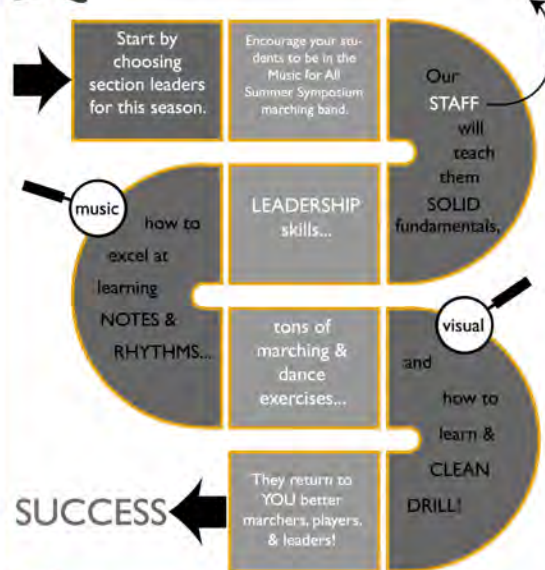 Start by
choosing
section leaders
for this season.
Encourage your stu-
dents to be in the
Music for All
Summer Symposium
marching band.
Our
STAFF
will
teach
them
SOLID
fundamentals,
LEADERSHIP
skills...
music
how to
excel at
learning
NOTES &
RHYTHMS...
tons of
marching &
dance
exercises...
visual
and
how to
learn &
CLEAN
DRILL!
They return to
YOU better
marchers, players,
& leaders!
SUCCESS